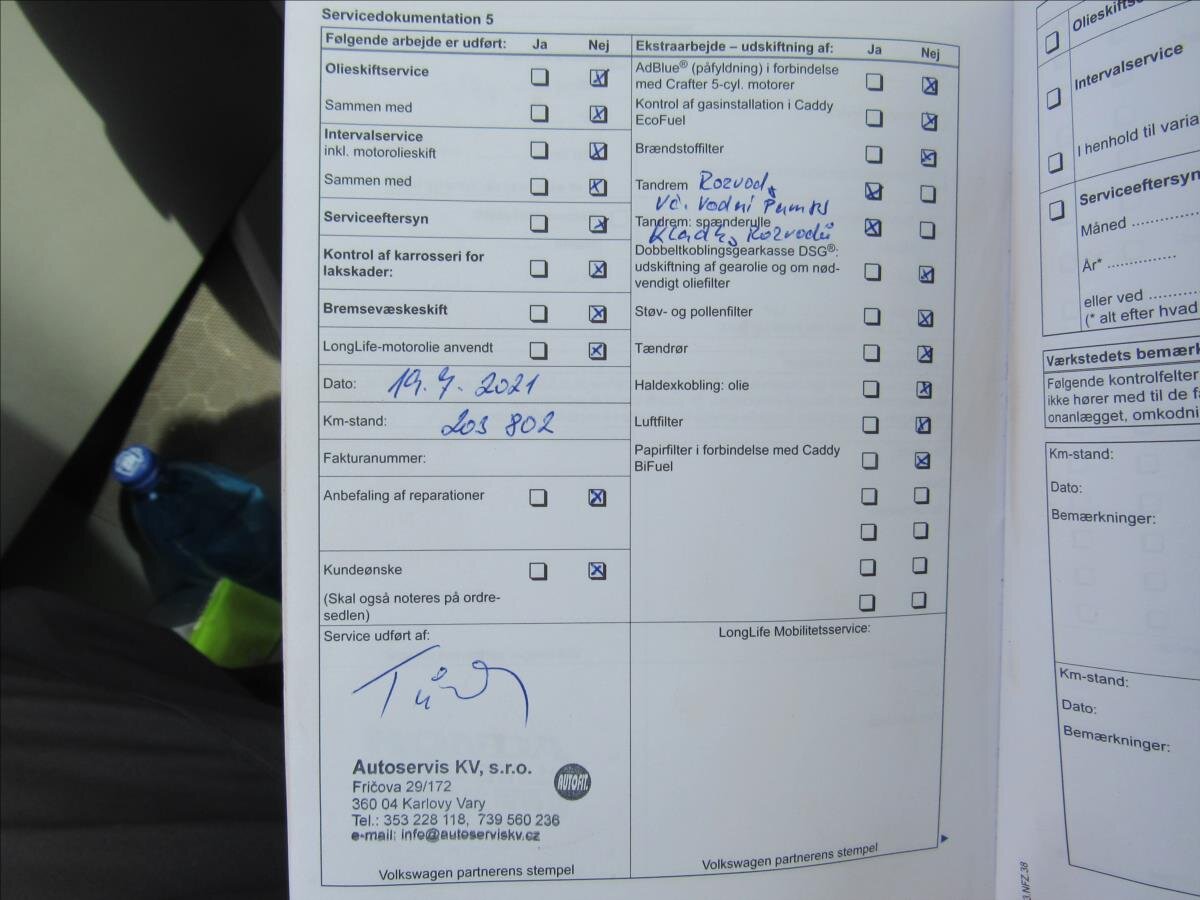 Servicedokumentation 5
Følgende arbejde er udført: Ja Nej
Olieskiftservice
Sammen med
Intervalservice
inkl. motorolieskift
Sammen med
Serviceeftersyn
Kontrol af karrosseri for
lakskader:
Bremsevæskeskift
LongLife-motorolie anvendt
Dato: 19. 7. 2021
Km-stand: 203 802
Fakturanummer:
Anbefaling af reparationer
Kundeønske
(Skal også noteres på ordre-
sedlen)
Service udført af:
Autoservis KV, s.r.o.
AUTOFIT.
Fričova 29/172
360 04 Karlovy Vary
Tel.: 353 228 118, 739 560 236
e-mail: info@autoserviskv.cz
Volkswagen partnerens stempel
Ekstraarbejde – udskiftning af: Ja Nej
AdBlue® (påfyldning) i forbindelse
med Crafter 5-cyl. motorer
Kontrol af gasinstallation i Caddy
EcoFuel
Brændstoffilter
Tandrem Rozvody
Vč. Vodní Pumpy
Tandrem: spænderulle
Kladky Rozvodů
Dobbeltkoblingsgearkasse DSG®:
udskiftning af gearolie og om nød-
vendigt oliefilter
Støv- og pollenfilter
Tændrør
Haldexkobling: olie
Luftfilter
Papirfilter i forbindelse med Caddy
BiFuel
LongLife Mobilitetsservice:
Volkswagen partnerens stempel
Intervalservice
I henhold til varia
Serviceeftersyn
Måned
År*
eller ved
(* alt efter hvad
Værkstedets bemærk
Følgende kontrolfelter
ikke hører med til de fa
onanlægget, omkodni
Km-stand:
Dato:
Bemærkninger:
Km-stand:
Dato:
Bemærkninger:
3.NFZ.38